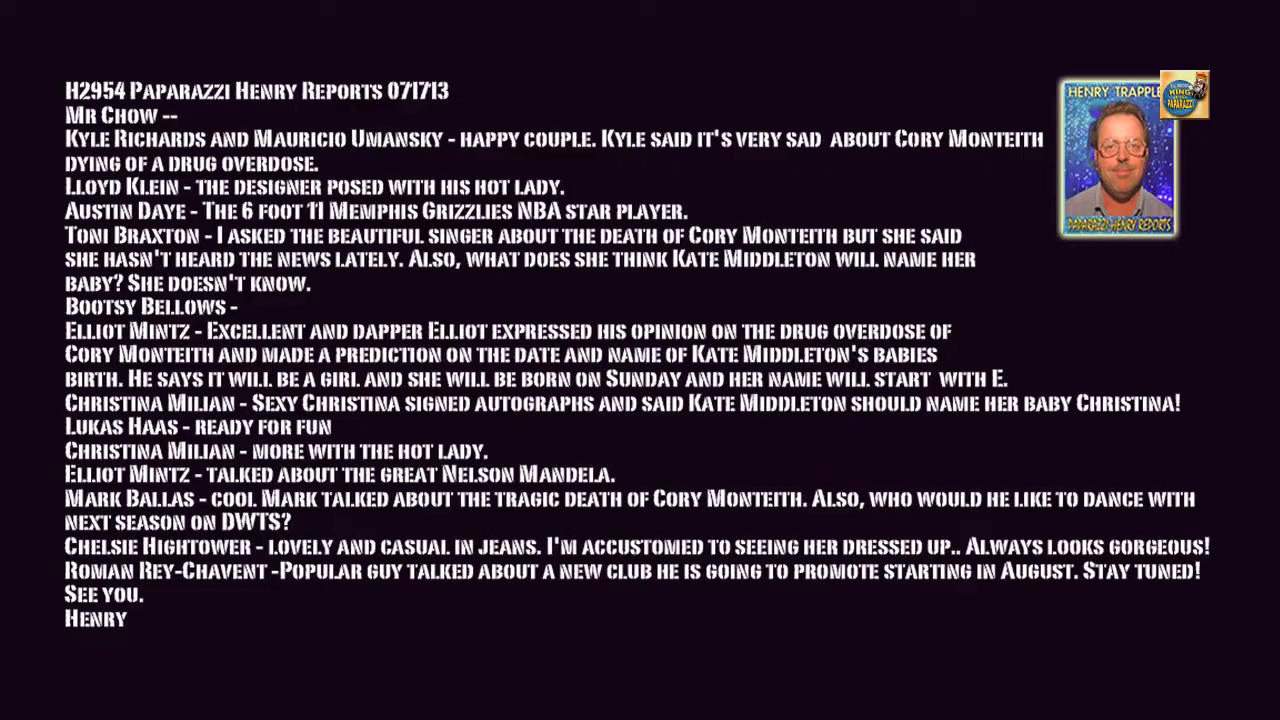 H2954 Paparazzi Henry Reports 071713
Mr Chow --
Kyle Richards and Mauricio Umansky - happy couple. Kyle said it's very sad about Cory Monteith
dying of a drug overdose.
Lloyd Klein - the designer posed with his hot lady.
Austin Daye - The 6 foot 11 Memphis Grizzlies NBA star player.
Toni Braxton - I asked the beautiful singer about the death of Cory Monteith but she said
she hasn't heard the news lately. Also, what does she think Kate Middleton will name her
baby? She doesn't know.
Bootsy Bellows -
Elliot Mintz - Excellent and dapper Elliot expressed his opinion on the drug overdose of
Cory Monteith and made a prediction on the date and name of Kate Middleton's babies
birth. He says it will be a girl and she will be born on Sunday and her name will start with E.
Christina Milian - Sexy Christina signed autographs and said Kate Middleton should name her baby Christina!
Lukas Haas - ready for fun
Christina Milian - more with the hot lady.
Elliot Mintz - talked about the great Nelson Mandela.
Mark Ballas - cool Mark talked about the tragic death of Cory Monteith. Also, who would he like to dance with
next season on DWTS?
Chelsie Hightower - lovely and casual in jeans. I'm accustomed to seeing her dressed up.. Always looks gorgeous!
Roman Rey-Chavent -Popular guy talked about a new club he is going to promote starting in August. Stay tuned!
See you.
Henry
HENRY TRAPPLE
PAPARAZZI HENRY REPORTS
KING
PAPARAZZI